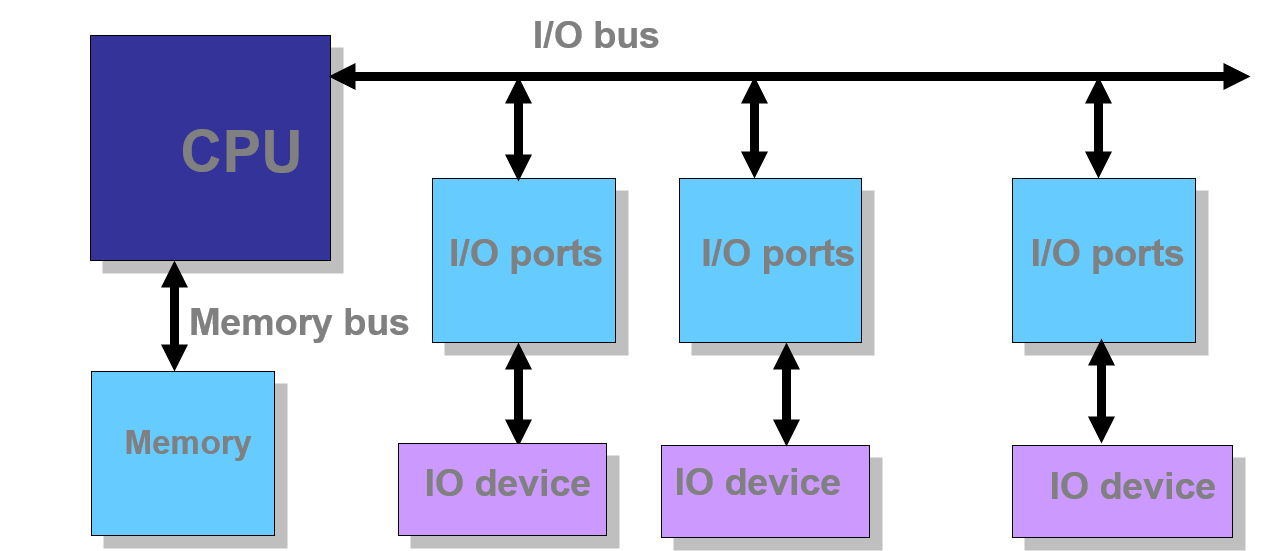 I/O bus
CPU
I/O ports
I/O ports
I/O ports
Memory bus
Memory
IO device
IO device
IO device